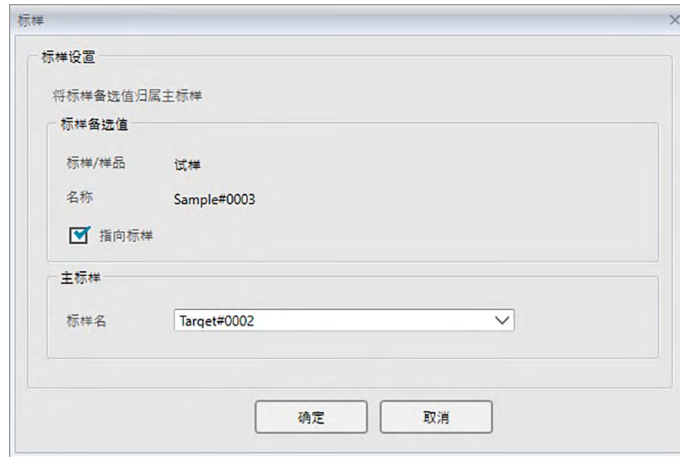 标样
标样设置
将标样备选值归属主标样
标样备选值
标样/样品 试样
名称 Sample#0003
指向标样
主标样
标样名 Target#0002
确定 取消